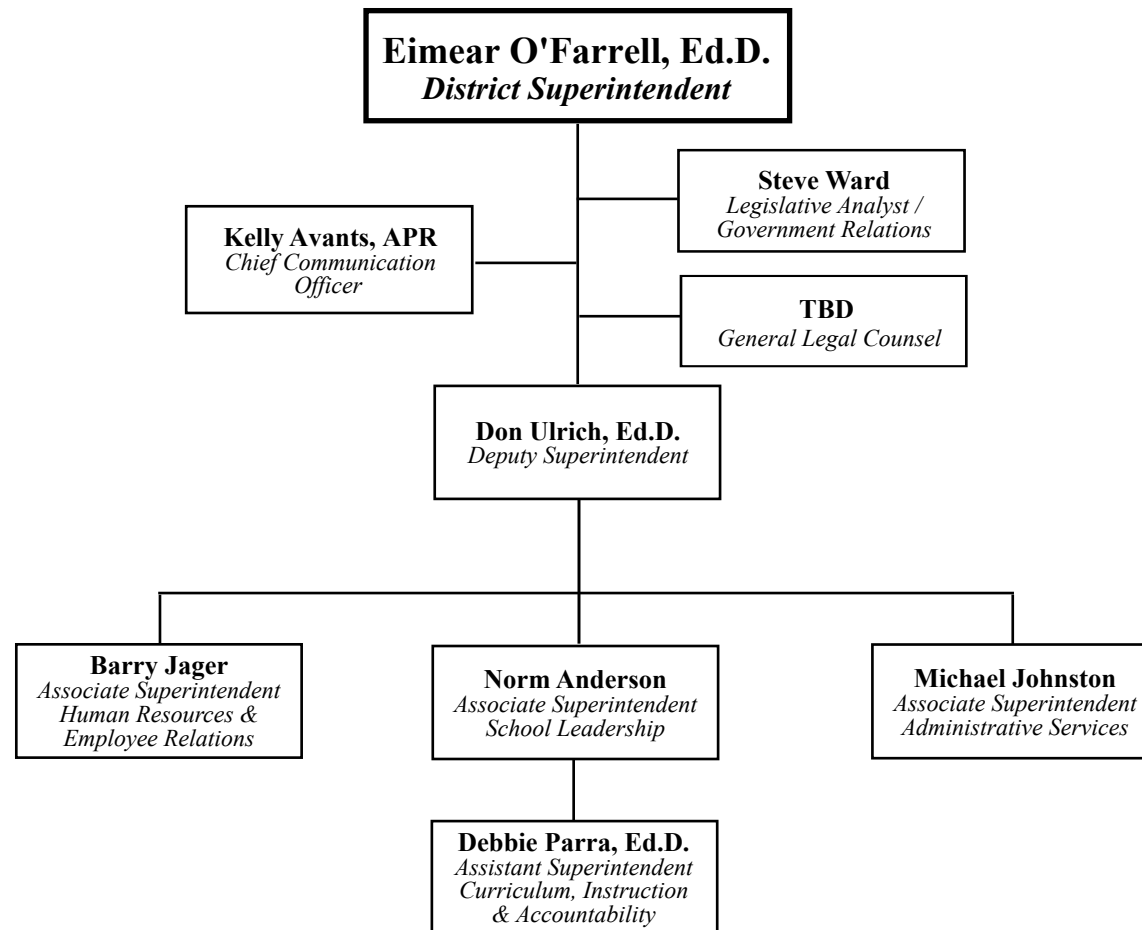 Eimear O'Farrell, Ed.D.
District Superintendent
Steve Ward
Legislative Analyst /
Government Relations
Kelly Avants, APR
Chief Communication
Officer
TBD
General Legal Counsel
Don Ulrich, Ed.D.
Deputy Superintendent
Barry Jager
Associate Superintendent
Human Resources &
Employee Relations
Norm Anderson
Associate Superintendent
School Leadership
Michael Johnston
Associate Superintendent
Administrative Services
Debbie Parra, Ed.D.
Assistant Superintendent
Curriculum, Instruction
& Accountability